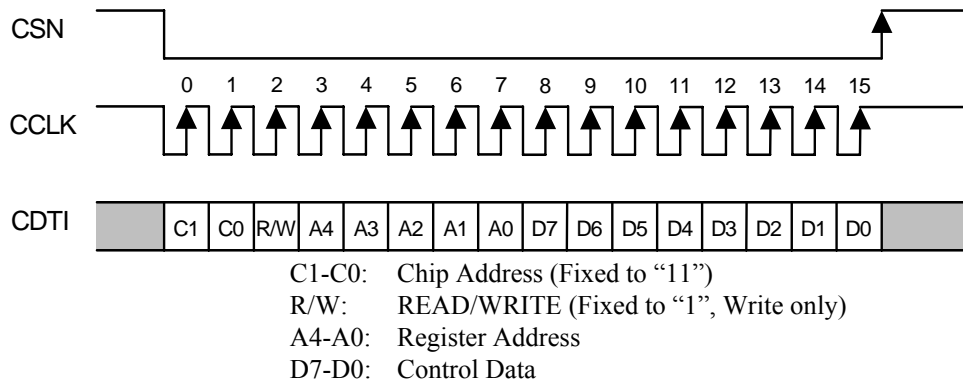 CSN
0 1 2 3 4 5 6 7 8 9 10 11 12 13 14 15
CCLK
CDTI C1 C0 R/W A4 A3 A2 A1 A0 D7 D6 D5 D4 D3 D2 D1 D0
C1-C0: Chip Address (Fixed to “11”)
R/W: READ/WRITE (Fixed to “1”, Write only)
A4-A0: Register Address
D7-D0: Control Data